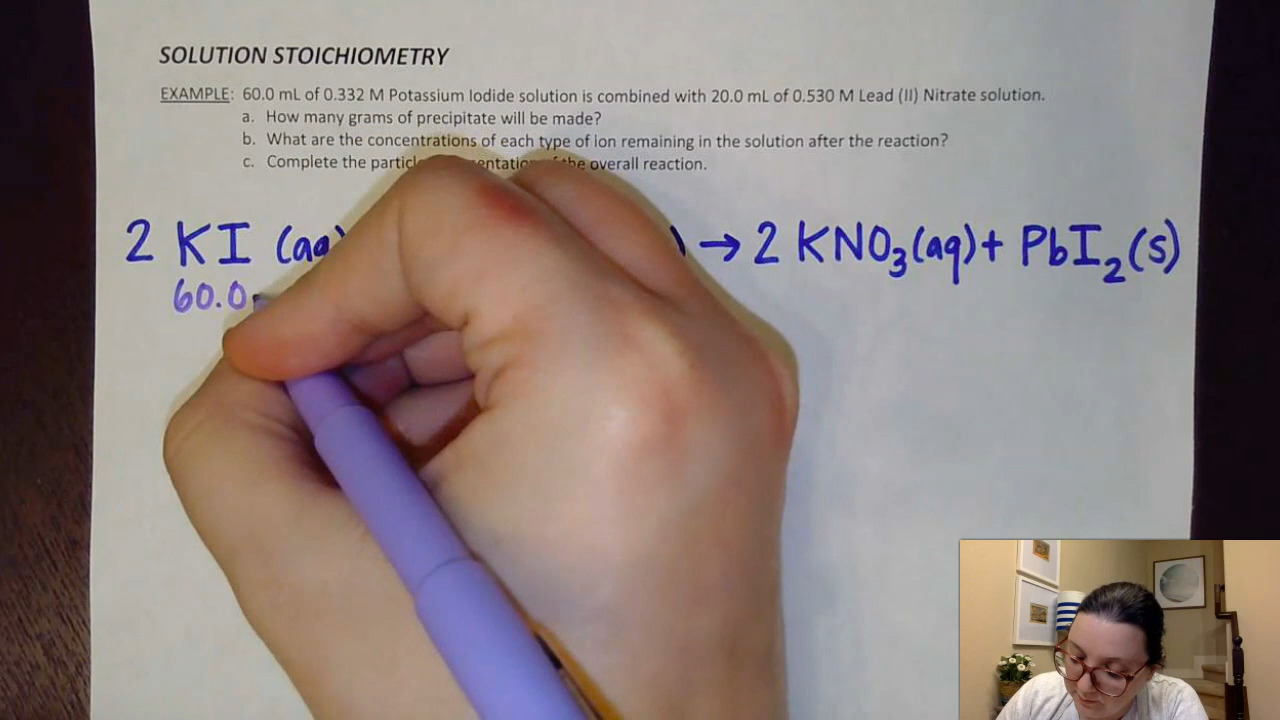 SOLUTION STOICHIOMETRY
EXAMPLE: 60.0 mL of 0.332 M Potassium Iodide solution is combined with 20.0 mL of 0.530 M Lead (II) Nitrate solution.
a. How many grams of precipitate will be made?
b. What are the concentrations of each type of ion remaining in the solution after the reaction?
c. Complete the the overall reaction.
2 KI (aq) → 2 KNO₃(aq) + PbI₂(s)
60.0